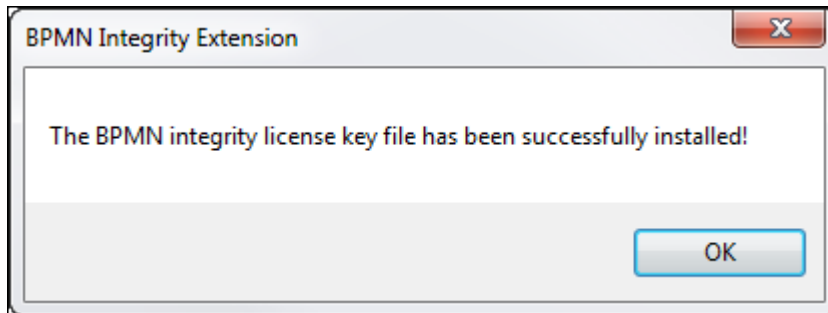 BPMN Integrity Extension
The BPMN integrity license key file has been successfully installed!
OK